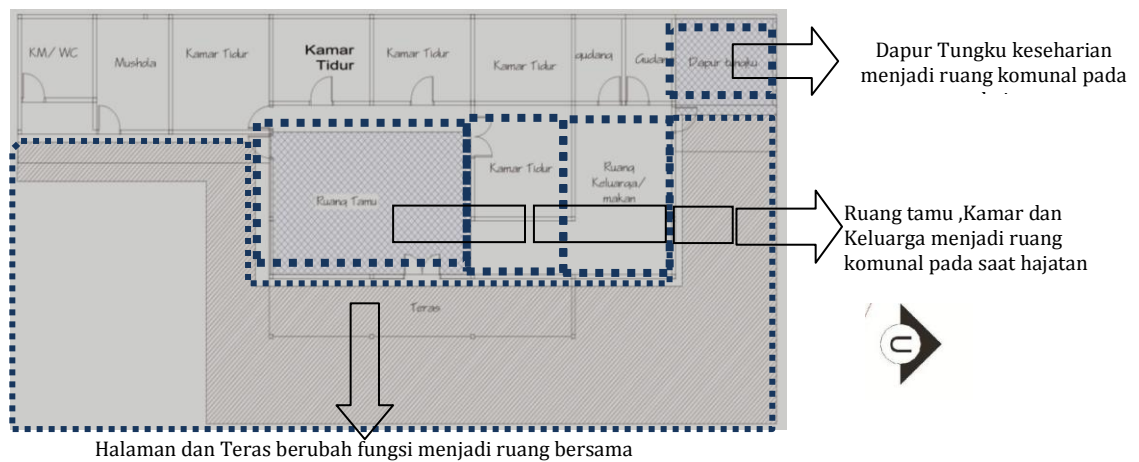 KM/ WC
Mushola
Kamar Tidur
Kamar
Tidur
Kamar Tidur
Kamar Tidur
gudang
Gudang
Dapur tungku
Dapur Tungku keseharian
menjadi ruang komunal pada
Kamar Tidur
Ruang
Keluarga/
makan
Ruang Tamu
Ruang tamu ,Kamar dan
Keluarga menjadi ruang
komunal pada saat hajatan
Teras
U
Halaman dan Teras berubah fungsi menjadi ruang bersama